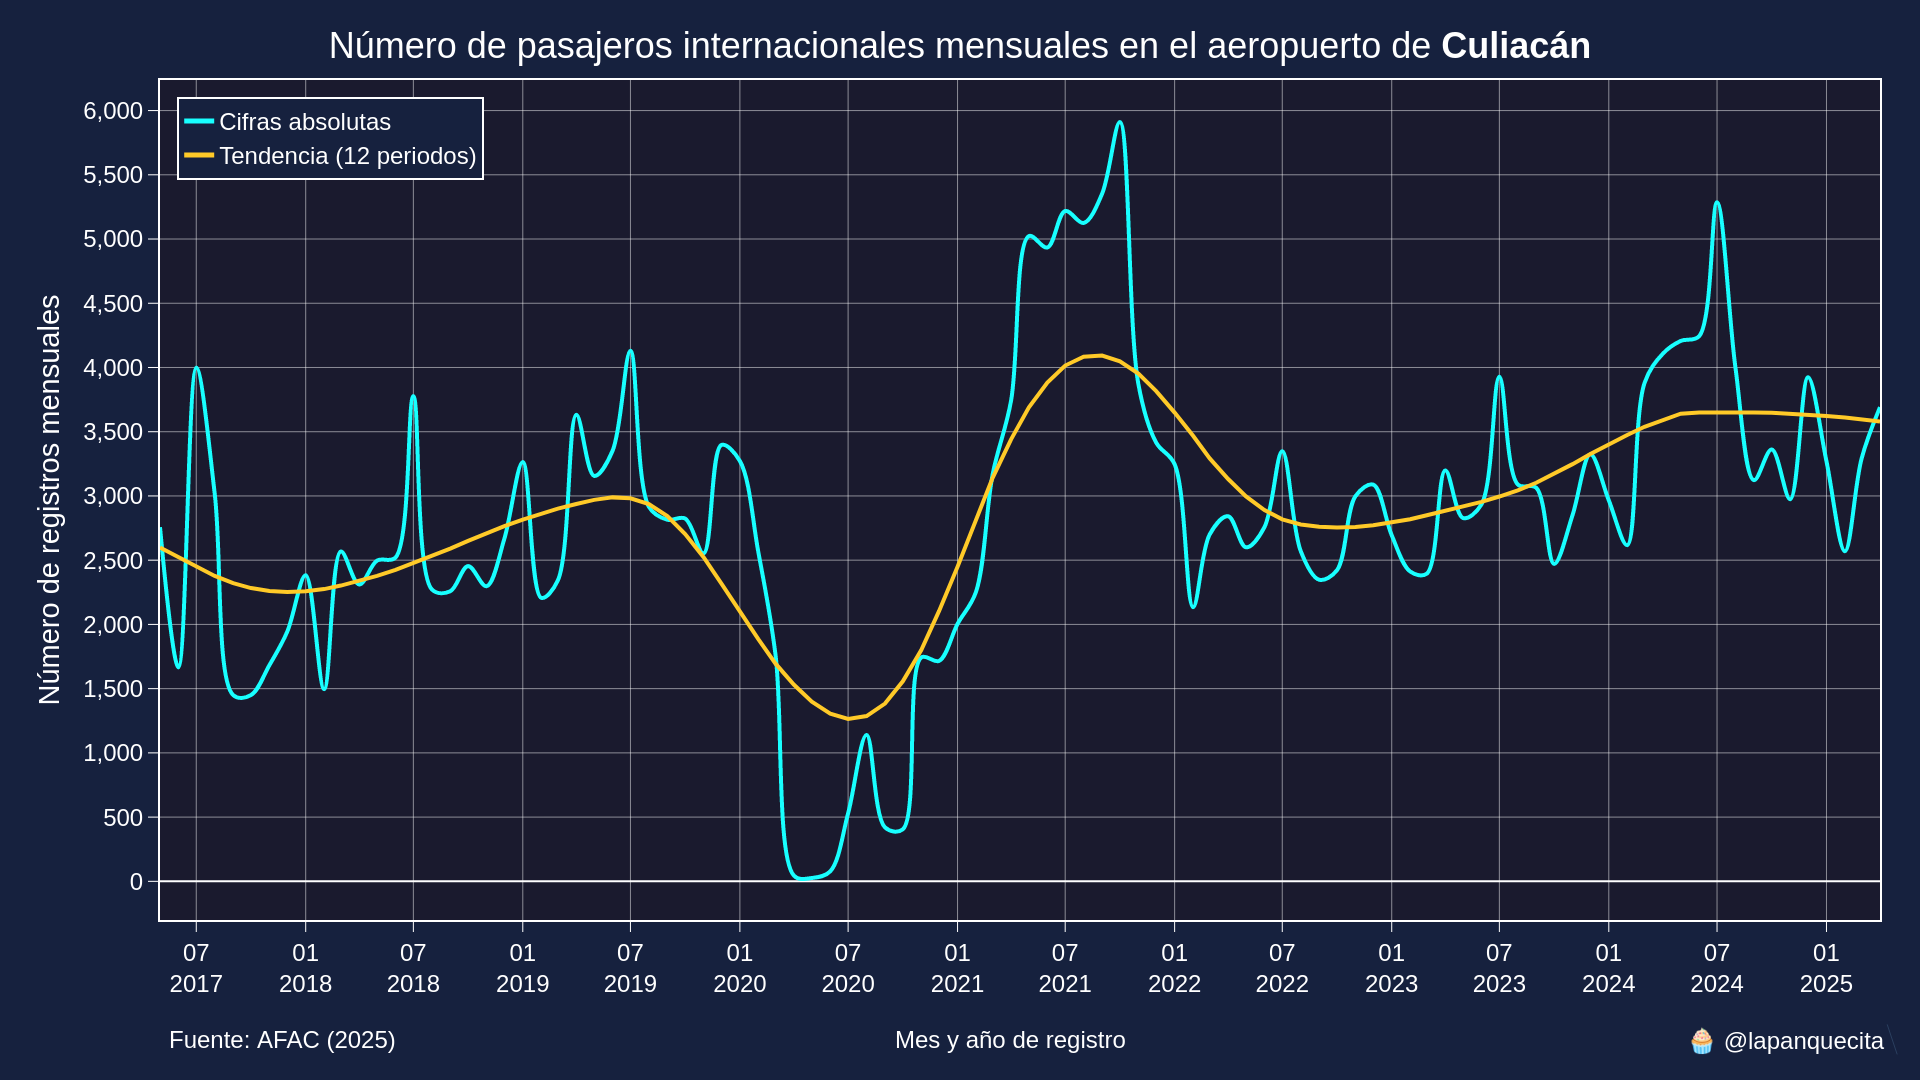 Número de pasajeros internacionales mensuales en el aeropuerto de Culiacán
Cifras absolutas
Tendencia (12 periodos)
Número de registros mensuales
6,000
5,500
5,000
4,500
4,000
3,500
3,000
2,500
2,000
1,500
1,000
500
0
07 01 07 01 07 01 07 01 07 01 07 01 07 01 07 01
2017 2018 2018 2019 2019 2020 2020 2021 2021 2022 2022 2023 2023 2024 2024 2025
Fuente: AFAC (2025) Mes y año de registro 🧁 @lapanquecita